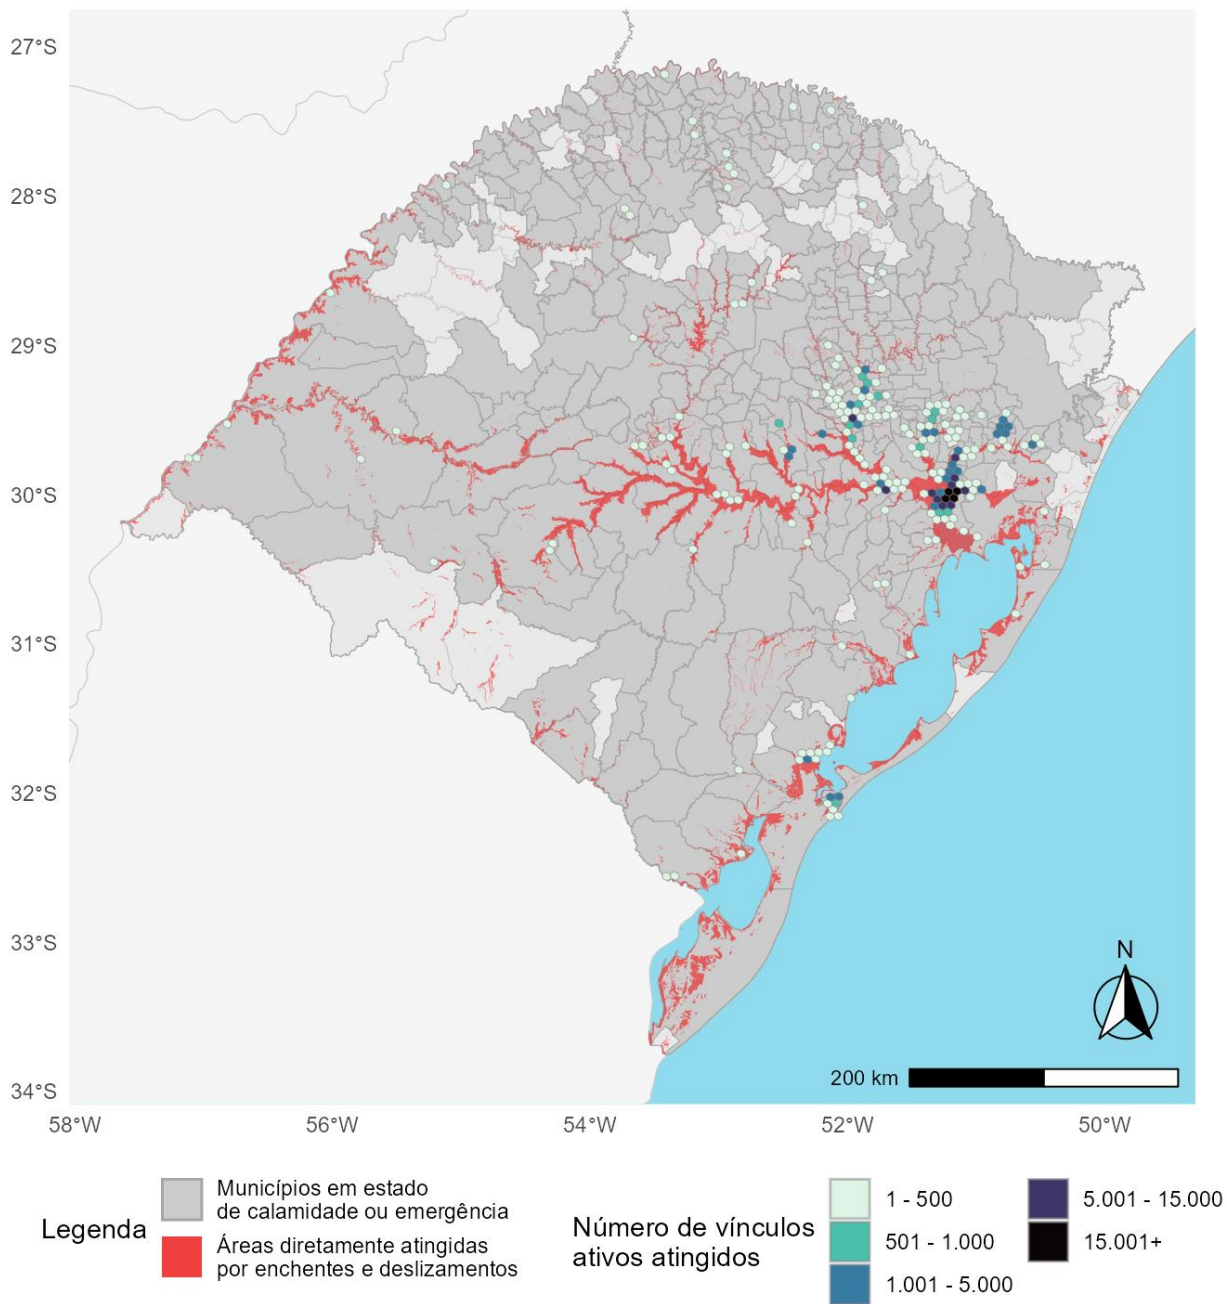 27°S
28°S
29°S
30°S
31°S
32°S
33°S
34°S
N
200 km
58°W
56°W
54°W
52°W
50°W
Legenda
Municípios em estado
de calamidade ou emergência
Áreas diretamente atingidas
por enchentes e deslizamentos
Número de vínculos
ativos atingidos
1 - 500
501 - 1.000
1.001 - 5.000
5.001 - 15.000
15.001+